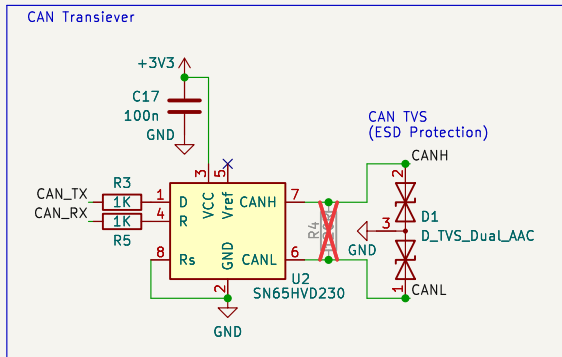 CAN Transiever
+3V3
C17
100n
GND
CAN TVS
(ESD Protection)
CANH
CAN_TX
R3
1K
CAN_RX
1K
R5
1
4
8
3
5
7
6
2
D
R
Rs
VCC
Vref
GND
CANH
CANL
U2
SN65HVD230
GND
R4
2
3
1
GND
D1
D_TVS_Dual_AAC
CANL